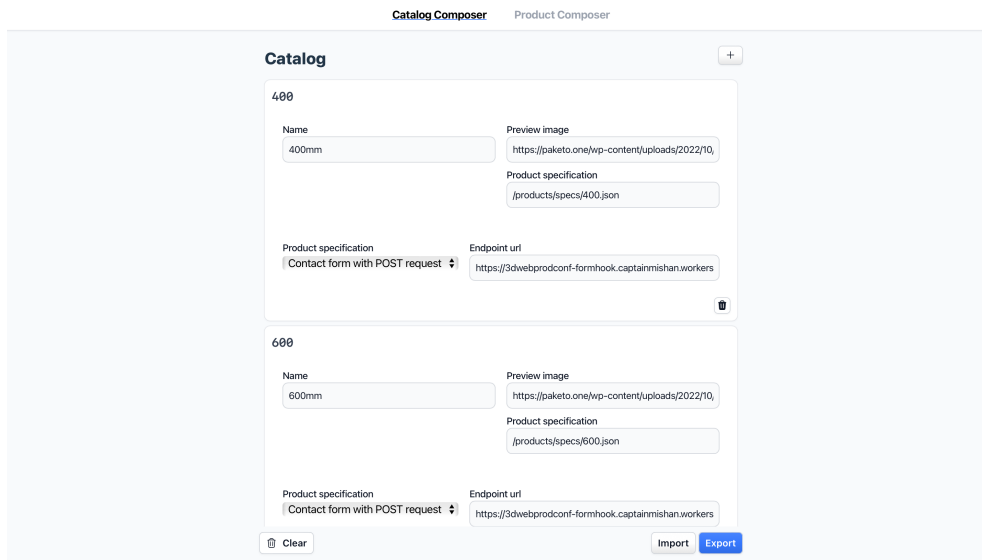 Catalog Composer Product Composer
Catalog
+
400
Name Preview image
400mm https://paketo.one/wp-content/uploads/2022/10,
Product specification
/products/specs/400.json
Product specification Endpoint url
Contact form with POST request https://3dwebprodconf-formhook.captainmishan.workers
600
Name Preview image
600mm https://paketo.one/wp-content/uploads/2022/10,
Product specification
/products/specs/600.json
Product specification Endpoint url
Contact form with POST request https://3dwebprodconf-formhook.captainmishan.workers
Clear Import Export